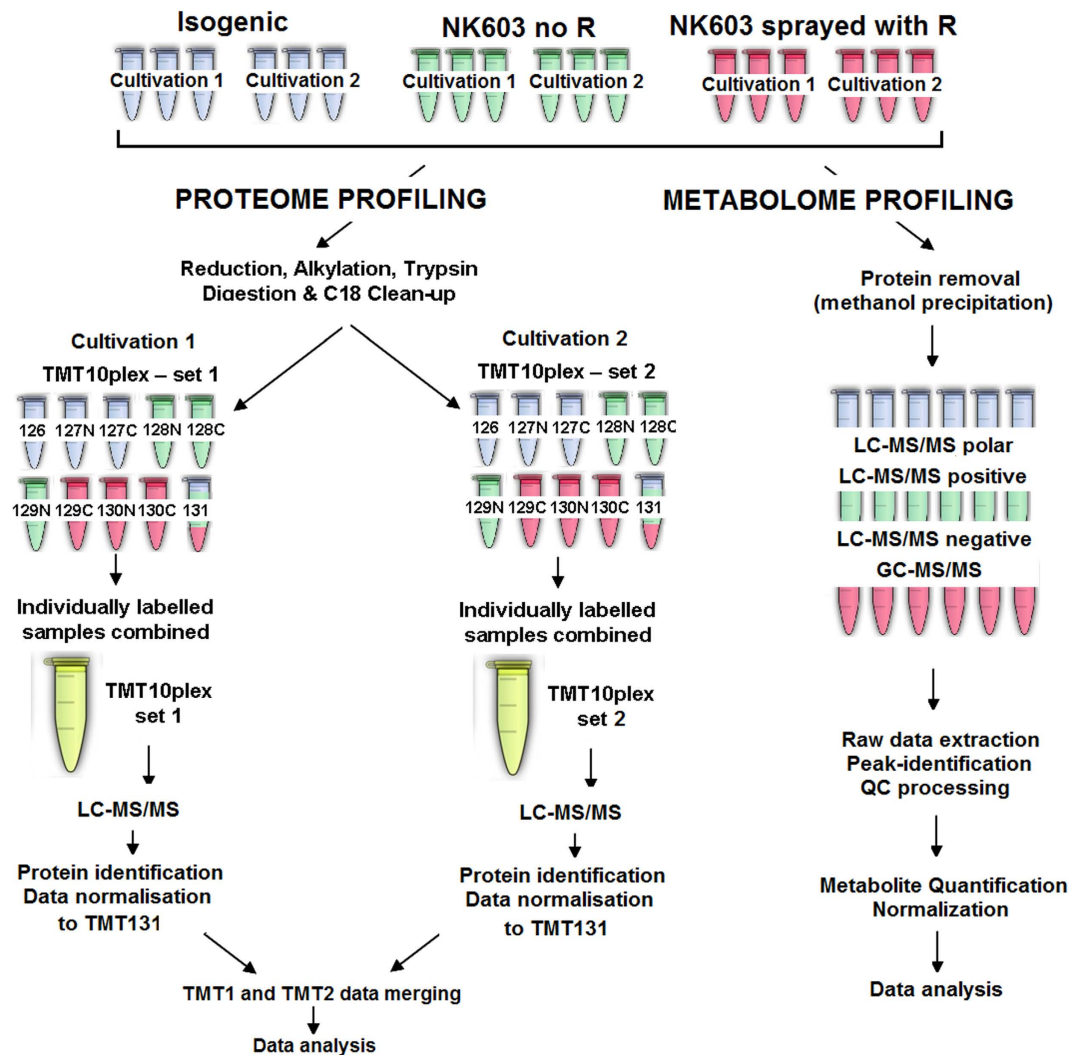 Isogenic
NK603 no R
NK603 sprayed with R
Cultivation 1
Cultivation 2
Cultivation 1
Cultivation 2
Cultivation 1
Cultivation 2
PROTEOME PROFILING
METABOLOME PROFILING
Reduction, Alkylation, Trypsin
Digestion & C18 Clean-up
Cultivation 1
TMT10plex – set 1
126 127N 127C 128N 128C
129N 129C 130N 130C 131
Individually labelled
samples combined
TMT10plex
set 1
LC-MS/MS
Protein identification
Data normalisation
to TMT131
Cultivation 2
TMT10plex – set 2
126 127N 127C 128N 128C
129N 129C 130N 130C 131
Individually labelled
samples combined
TMT10plex
set 2
LC-MS/MS
Protein identification
Data normalisation
to TMT131
TMT1 and TMT2 data merging
Data analysis
Protein removal
(methanol precipitation)
LC-MS/MS polar
LC-MS/MS positive
LC-MS/MS negative
GC-MS/MS
Raw data extraction
Peak-identification
QC processing
Metabolite Quantification
Normalization
Data analysis